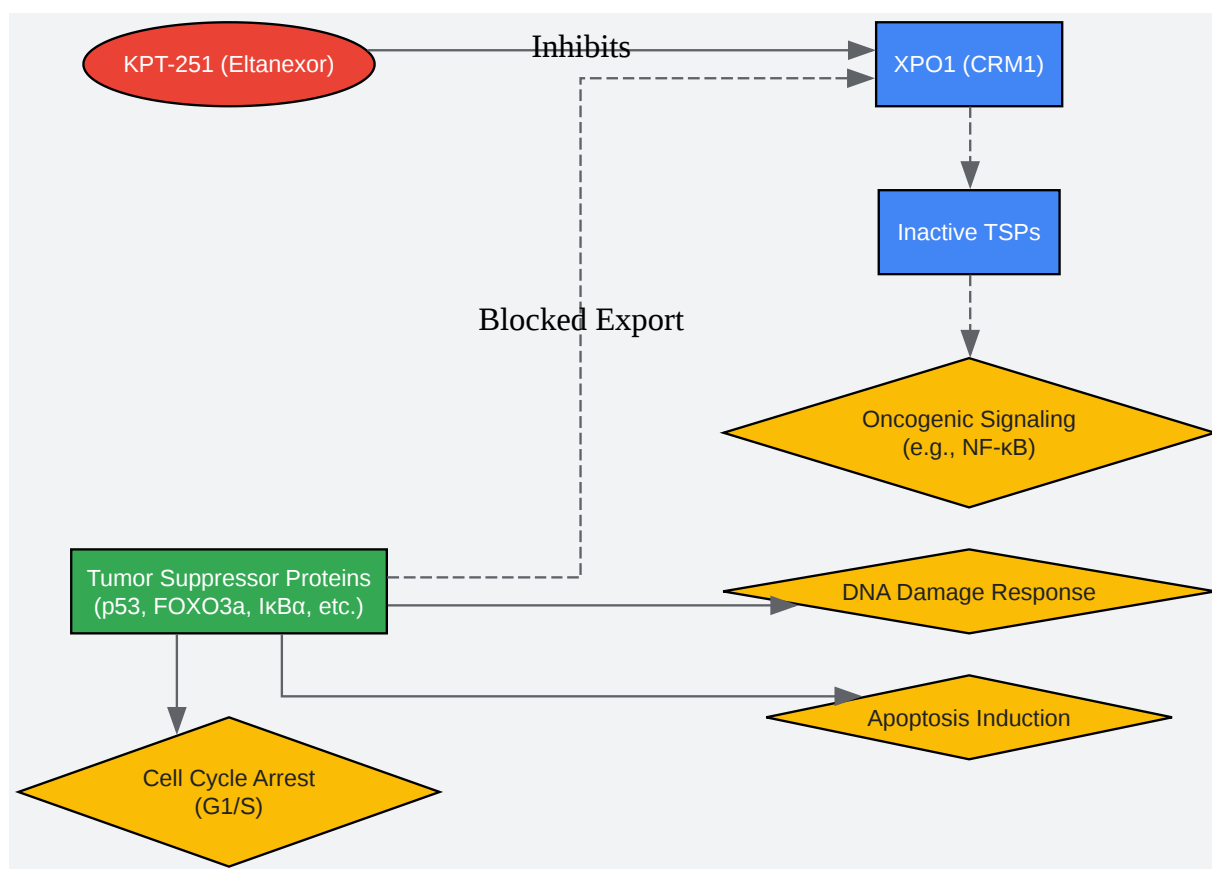 KPT-251 (Eltanexor)
Inhibits
XPO1 (CRM1)
Inactive TSPs
Blocked Export
Oncogenic Signaling
(e.g., NF-κB)
Tumor Suppressor Proteins
(p53, FOXO3a, IκBα, etc.)
DNA Damage Response
Apoptosis Induction
Cell Cycle Arrest
(G1/S)